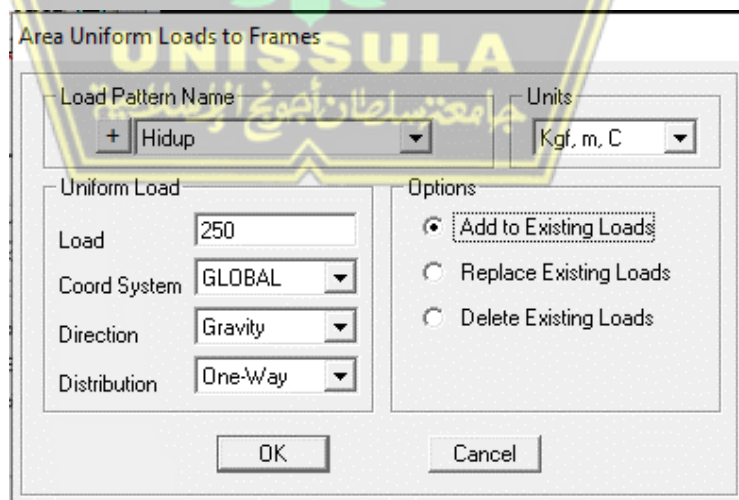 Area Uniform Loads to Frames
UNISSULA
جامعتسلطان أجونج الإسلامية
Load Pattern Name
+ Hidup
Units
Kgf, m, C
Uniform Load
Load 250
Coord System GLOBAL
Direction Gravity
Distribution One-Way
Options
Add to Existing Loads
Replace Existing Loads
Delete Existing Loads
OK Cancel